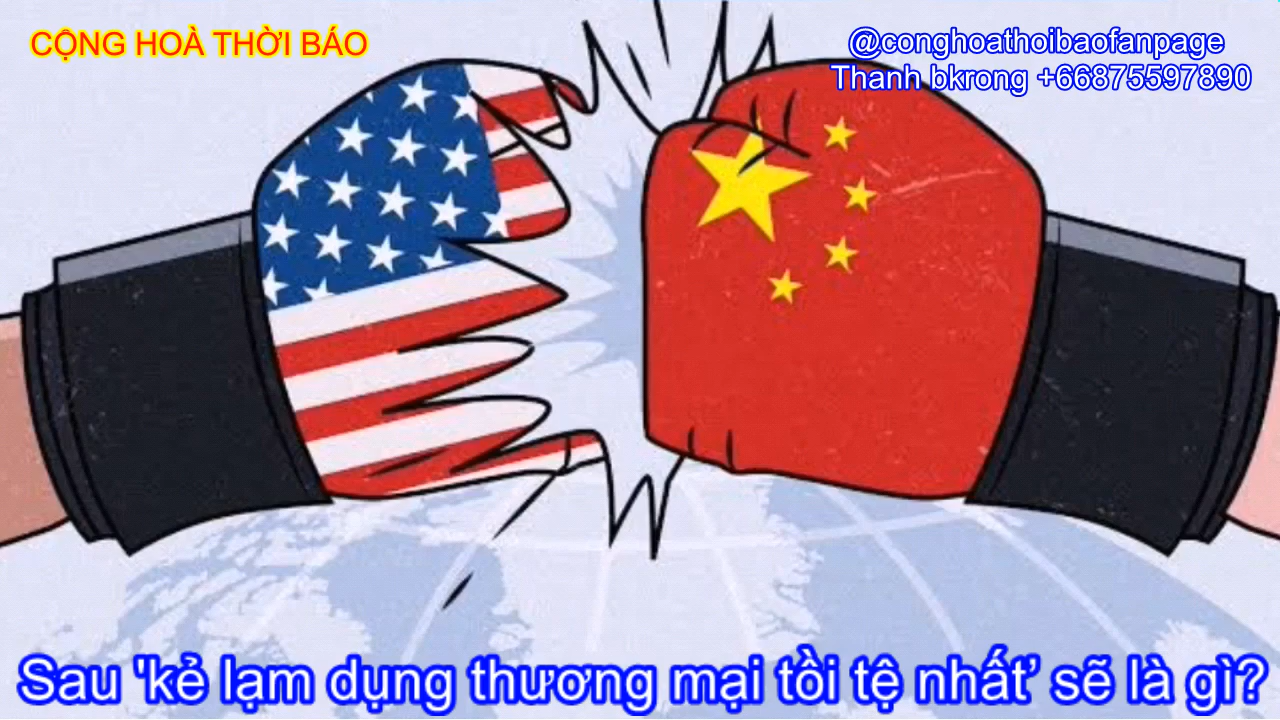 CỘNG HOÀ THỜI BÁO
@conghoathoibaofanpage
Thanh bkrong +66875597890
Sau 'kẻ lạm dụng thương mại tồi tệ nhất' sẽ là gì?